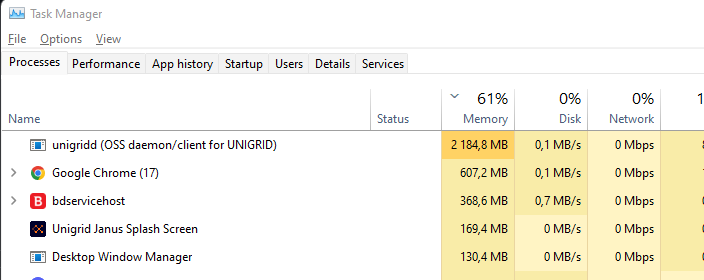 Task Manager
File Options View
Processes Performance App history Startup Users Details Services
61% 0% 0% 1
Name Status Memory Disk Network
unigridd (OSS daemon/client for UNIGRID) 2 184,8 MB 0,1 MB/s 0 Mbps
Google Chrome (17) 607,2 MB 0,1 MB/s 0 Mbps
bdservicehost 368,6 MB 0,7 MB/s 0 Mbps
Unigrid Janus Splash Screen 169,4 MB 0 MB/s 0 Mbps
Desktop Window Manager 130,4 MB 0 MB/s 0 Mbps